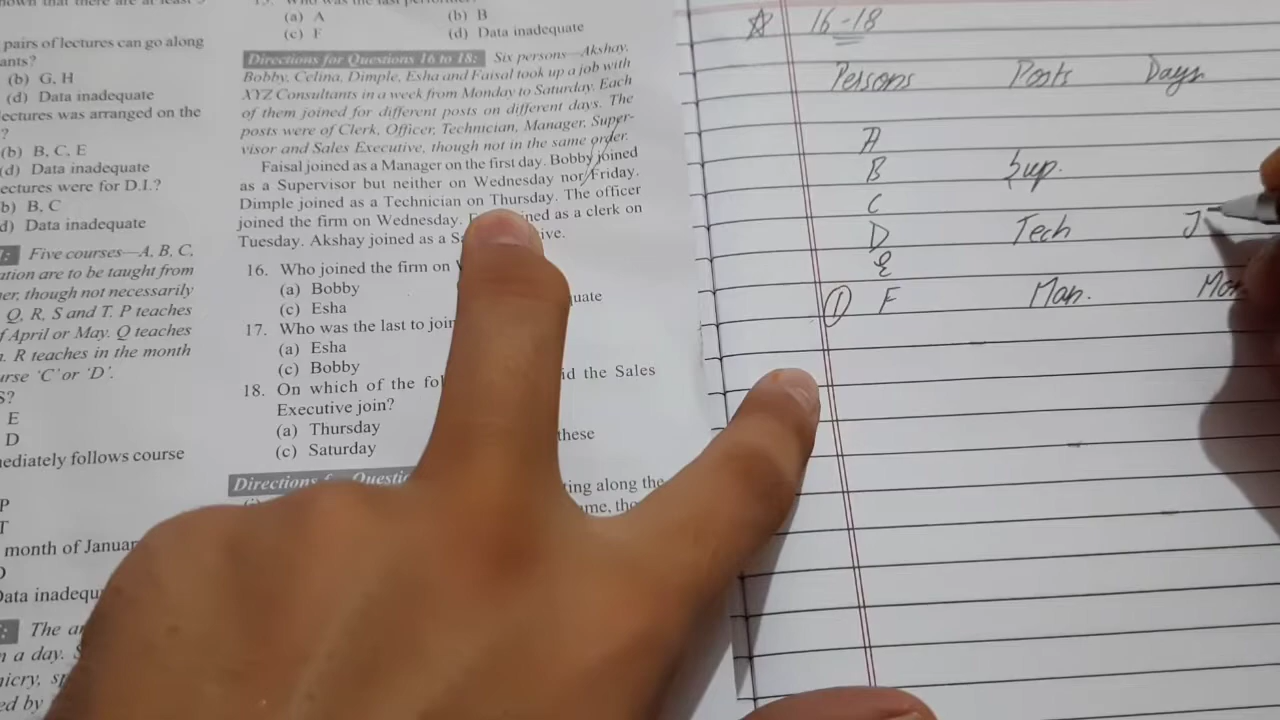 pairs of lectures can go along
ants?
(b) G, H
(d) Data inadequate
lectures was arranged on the
?
(b) B, C, E
(d) Data inadequate
ectures were for D.I.?
b) B, C
d) Data inadequate
Five courses—A, B, C,
ation are to be taught from
er, though not necessarily
Q, R, S and T. P teaches
f April or May. Q teaches
. R teaches in the month
urse 'C' or 'D'.
S?
E
D
ediately follows course
P
T
month of Januar
Data inadequ
The
n a day.
micry, sp
ed by
(a) A (b) B
(c) F (d) Data inadequate
Directions for Questions 16 to 18: Six persons—Akshay,
Bobby, Celina, Dimple, Esha and Faisal took up a job with
XYZ Consultants in a week from Monday to Saturday. Each
of them joined for different posts on different days. The
posts were of Clerk, Officer, Technician, Manager, Super-
visor and Sales Executive, though not in the same order.
Faisal joined as a Manager on the first day. Bobby joined
as a Supervisor but neither on Wednesday nor Friday.
Dimple joined as a Technician on Thursday. The officer
joined the firm on Wednesday. ined as a clerk on
Tuesday. Akshay joined as a S ive.
16. Who joined the firm on
(a) Bobby
(c) Esha uate
17. Who was the last to join
(a) Esha
(c) Bobby
18. On which of the fol id the Sales
Executive join?
(a) Thursday
(c) Saturday these
Directions f Questio
ting along the
me, tho
16-18
Persons Posts Days
A
B Sup.
C
D Tech
E
① F Man. Mon